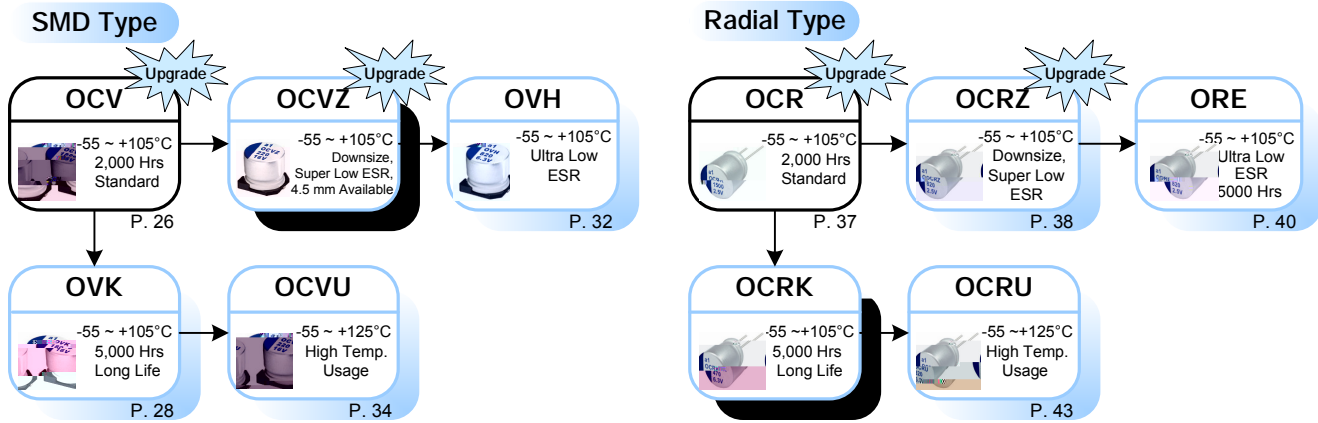 SMD Type
Upgrade
Upgrade
OCV
-55 ~ +105°C
2,000 Hrs
Standard
P. 26
OCVZ
-55 ~ +105°C
Downsize,
Super Low ESR,
4.5 mm Available
OVH
-55 ~ +105°C
Ultra Low
ESR
P. 32
OVK
-55 ~ +105°C
5,000 Hrs
Long Life
P. 28
OCVU
-55 ~ +125°C
High Temp.
Usage
P. 34
Radial Type
Upgrade
Upgrade
OCR
-55 ~ +105°C
2,000 Hrs
Standard
P. 37
OCRZ
-55 ~ +105°C
Downsize,
Super Low
ESR
P. 38
ORE
-55 ~ +105°C
Ultra Low
ESR
5000 Hrs
P. 40
OCRK
-55 ~+105°C
5,000 Hrs
Long Life
OCRU
-55 ~+125°C
High Temp.
Usage
P. 43